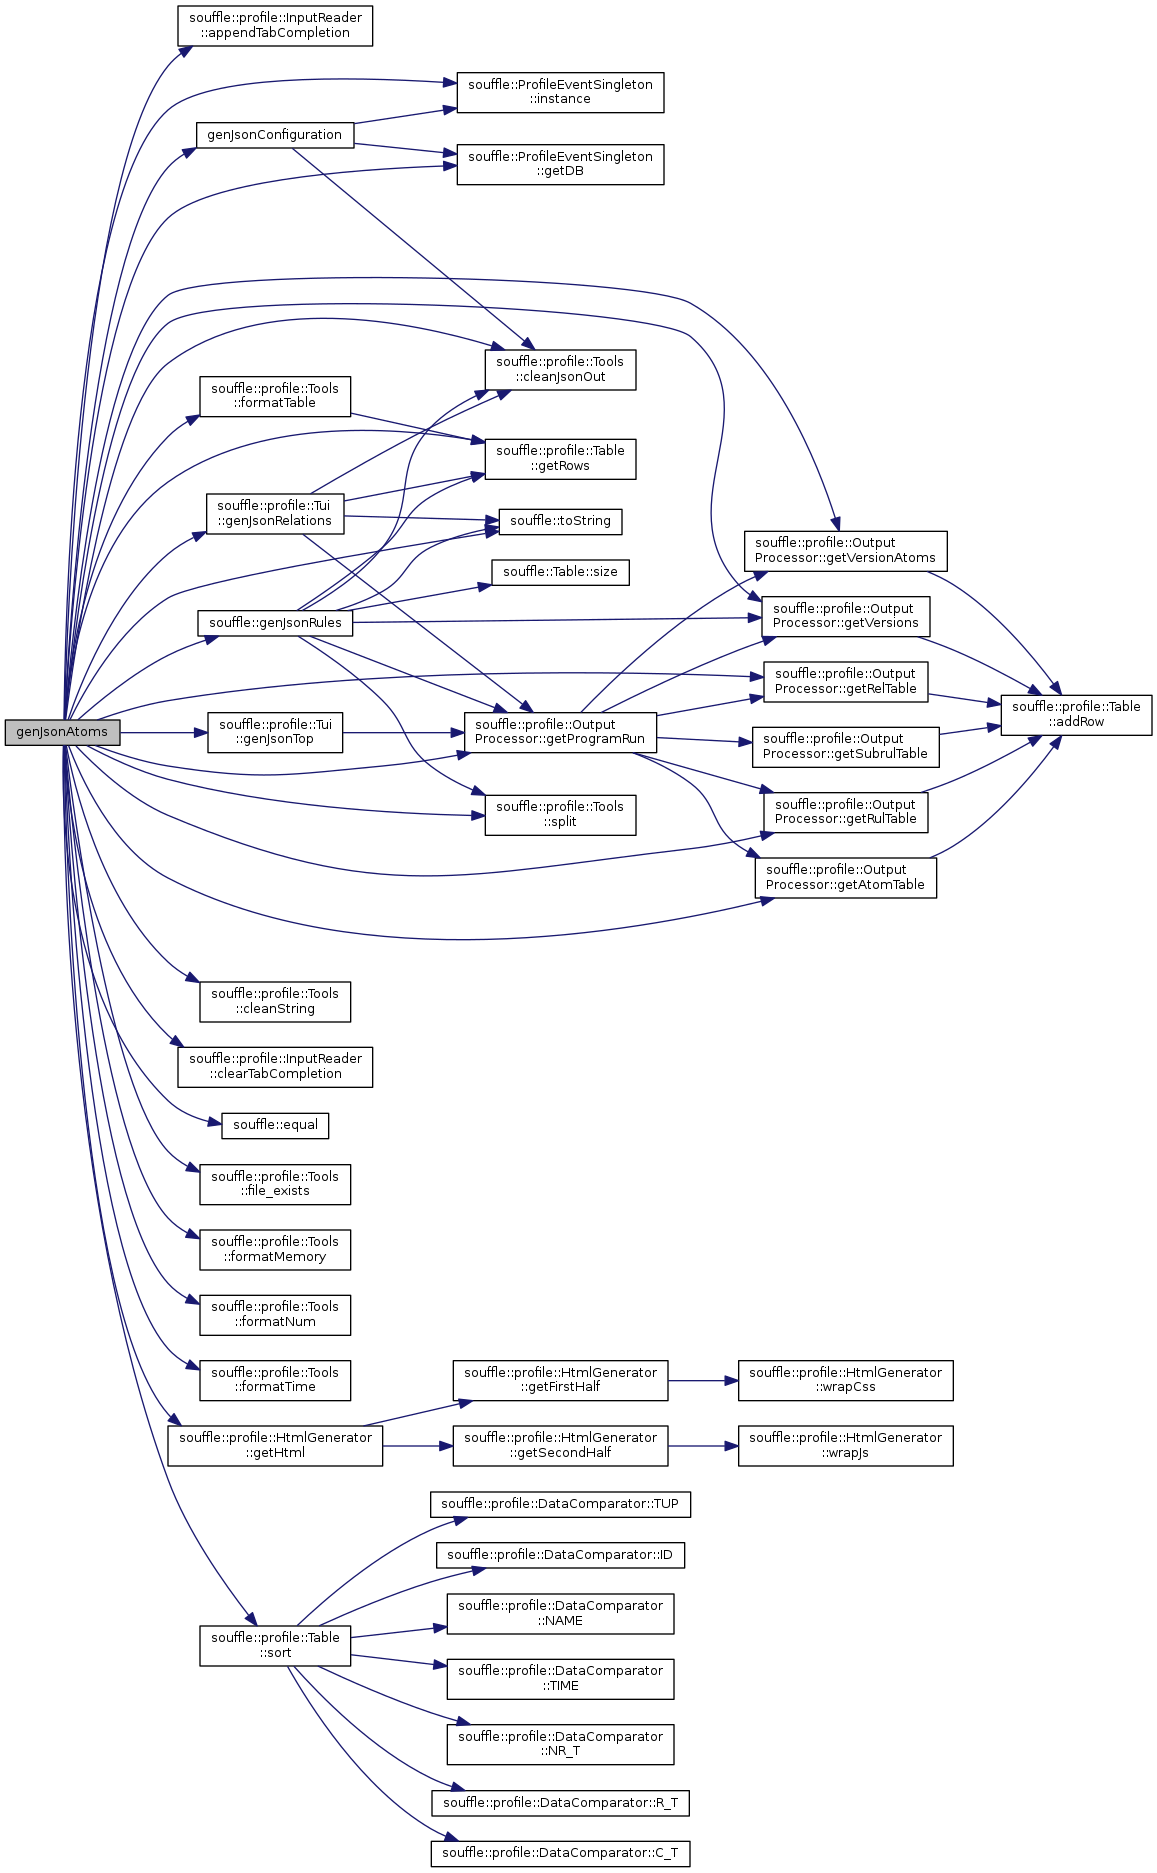 souffle::profile::InputReader
::appendTabCompletion
souffle::ProfileEventSingleton
::instance
genJsonConfiguration
souffle::ProfileEventSingleton
::getDB
souffle::profile::Tools
::cleanJsonOut
souffle::profile::Tools
::formatTable
souffle::profile::Table
::getRows
souffle::profile::Tui
::genJsonRelations
souffle::toString
souffle::profile::Output
Processor::getVersionAtoms
souffle::Table::size
souffle::profile::Output
Processor::getVersions
souffle::genJsonRules
souffle::profile::Output
Processor::getRelTable
souffle::profile::Table
::addRow
genJsonAtoms
souffle::profile::Tui
::genJsonTop
souffle::profile::Output
Processor::getProgramRun
souffle::profile::Output
Processor::getSubrulTable
souffle::profile::Tools
::split
souffle::profile::Output
Processor::getRulTable
souffle::profile::Output
Processor::getAtomTable
souffle::profile::Tools
::cleanString
souffle::profile::InputReader
::clearTabCompletion
souffle::equal
souffle::profile::Tools
::file_exists
souffle::profile::Tools
::formatMemory
souffle::profile::Tools
::formatNum
souffle::profile::Tools
::formatTime
souffle::profile::HtmlGenerator
::getFirstHalf
souffle::profile::HtmlGenerator
::wrapCss
souffle::profile::HtmlGenerator
::getHtml
souffle::profile::HtmlGenerator
::getSecondHalf
souffle::profile::HtmlGenerator
::wrapJs
souffle::profile::DataComparator::TUP
souffle::profile::DataComparator::ID
souffle::profile::DataComparator
::NAME
souffle::profile::Table
::sort
souffle::profile::DataComparator
::TIME
souffle::profile::DataComparator
::NR_T
souffle::profile::DataComparator::R_T
souffle::profile::DataComparator::C_T